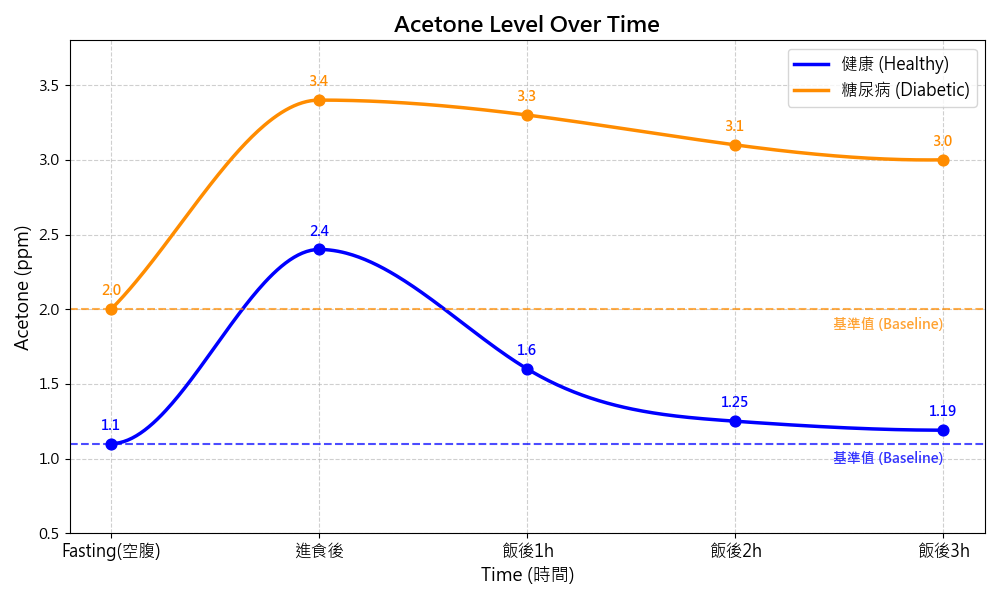 Acetone Level Over Time
健康 (Healthy)
糖尿病 (Diabetic)
Acetone (ppm)
3.5
3.0
2.5
2.0
1.5
1.0
0.5
2.0
3.4
3.3
3.1
3.0
1.1
2.4
1.6
1.25
1.19
基準值 (Baseline)
基準值 (Baseline)
Fasting(空腹)
進食後
飯後1h
飯後2h
飯後3h
Time (時間)